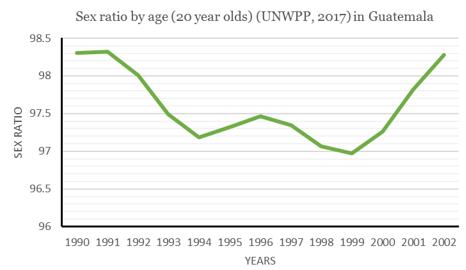 Sex ratio by age (20 year olds) (UNWPP, 2017) in Guatemala
98.5
98
97.5
97
96.5
96
SEX RATIO
1990 1991 1992 1993 1994 1995 1996 1997 1998 1999 2000 2001 2002
YEARS